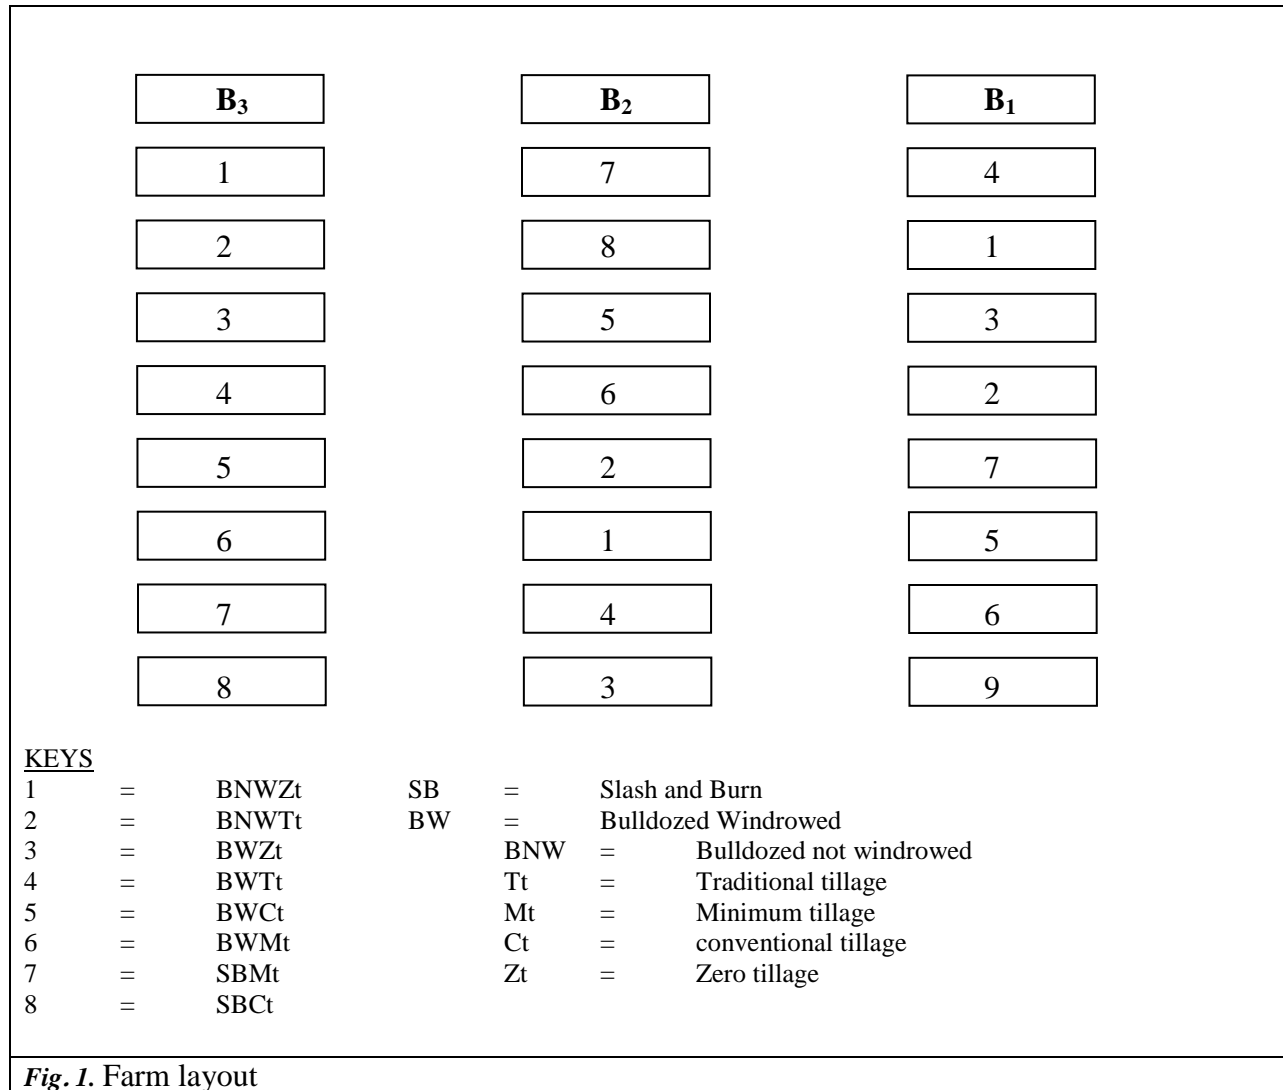 B₃ B₂ B₁
1 7 4
2 8 1
3 5 3
4 6 2
5 2 7
6 1 5
7 4 6
8 3 9
KEYS
1 = BNWZt SB = Slash and Burn
2 = BNWTt BW = Bulldozed Windrowed
3 = BWZt BNW = Bulldozed not windrowed
4 = BWTt Tt = Traditional tillage
5 = BWCt Mt = Minimum tillage
6 = BWMt Ct = conventional tillage
7 = SBMt Zt = Zero tillage
8 = SBCt
Fig. 1. Farm layout